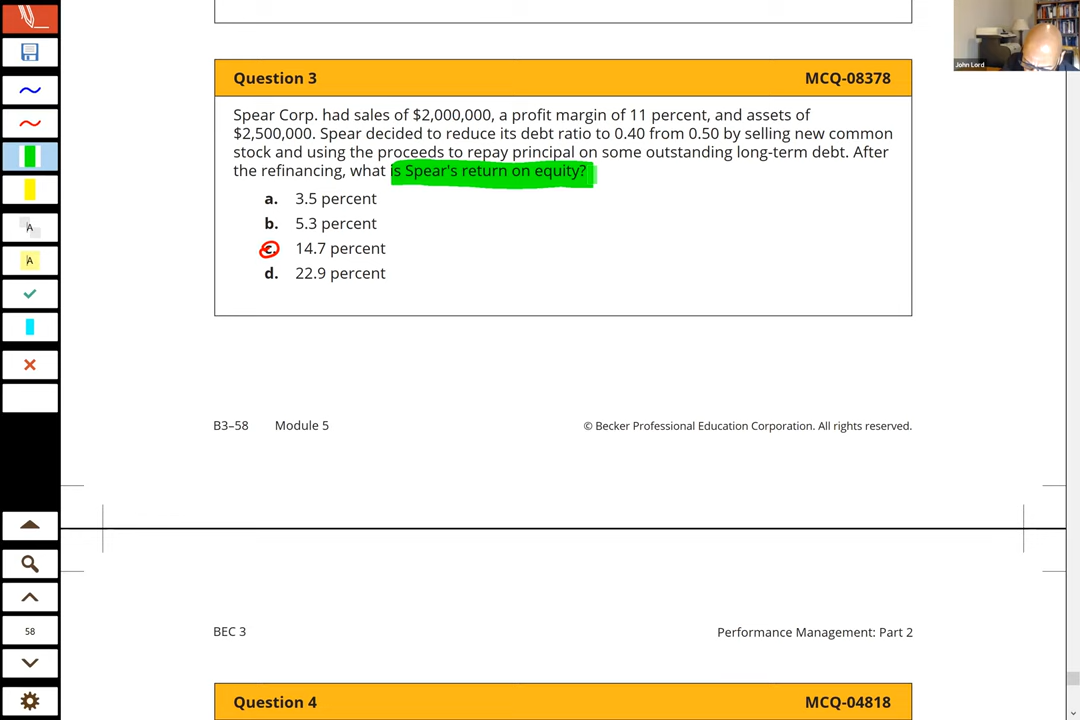 John Lord
Question 3 MCQ-08378
Spear Corp. had sales of $2,000,000, a profit margin of 11 percent, and assets of
$2,500,000. Spear decided to reduce its debt ratio to 0.40 from 0.50 by selling new common
stock and using the proceeds to repay principal on some outstanding long-term debt. After
the refinancing, what is Spear's return on equity?
a. 3.5 percent
b. 5.3 percent
c. 14.7 percent
d. 22.9 percent
B3–58 Module 5 © Becker Professional Education Corporation. All rights reserved.
BEC 3 Performance Management: Part 2
Question 4 MCQ-04818
A
A
58